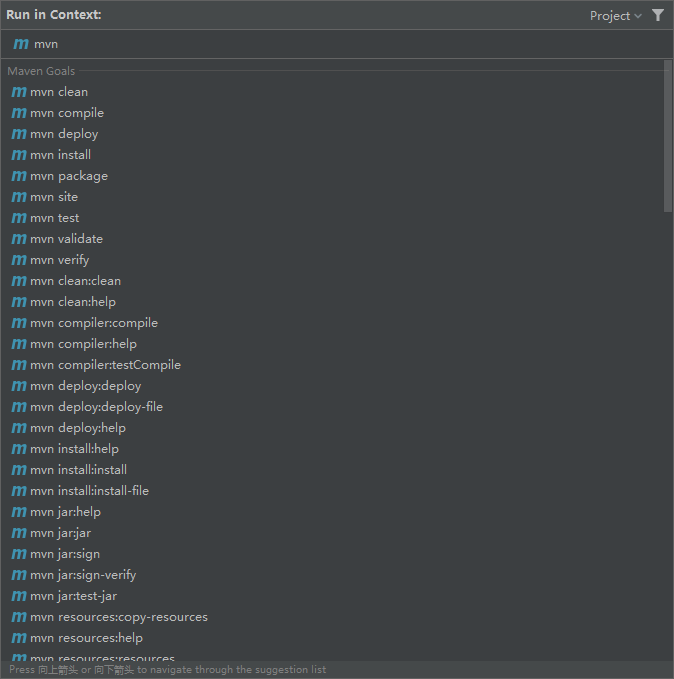 Run in Context:
Project
m mvn
Maven Goals
m mvn clean
m mvn compile
m mvn deploy
m mvn install
m mvn package
m mvn site
m mvn test
m mvn validate
m mvn verify
m mvn clean:clean
m mvn clean:help
m mvn compiler:compile
m mvn compiler:help
m mvn compiler:testCompile
m mvn deploy:deploy
m mvn deploy:deploy-file
m mvn deploy:help
m mvn install:help
m mvn install:install
m mvn install:install-file
m mvn jar:help
m mvn jar:jar
m mvn jar:sign
m mvn jar:sign-verify
m mvn jar:test-jar
m mvn resources:copy-resources
m mvn resources:help
m mvn resources:resources
Press 向上箭头 or 向下箭头 to navigate through the suggestion list